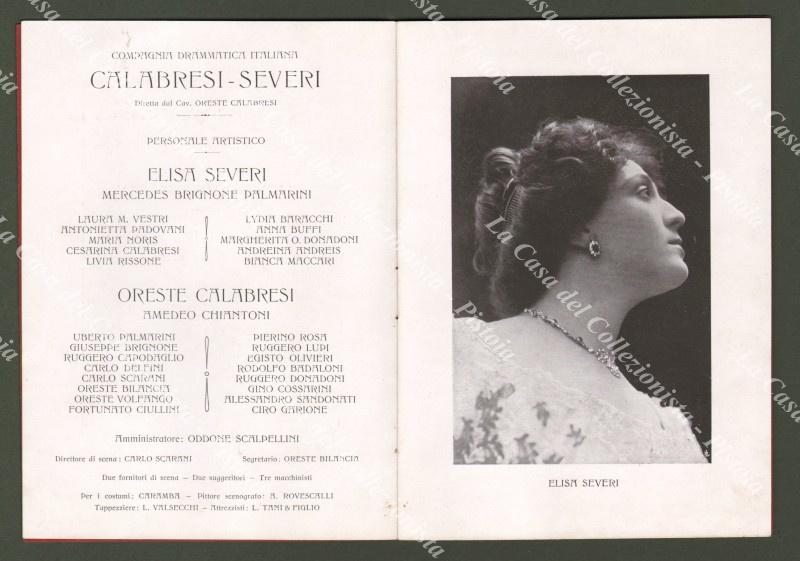 COMPAGNIA DRAMMATICA ITALIANA
CALABRESI-SEVERI
Diretta dal Cav. ORESTE CALABRESI
PERSONALE ARTISTICO
ELISA SEVERI
MERCEDES BRIGNONE PALMARINI
LAURA M. VESTRI
ANTONIETTA PADOVANI
MARIA NORIS
CESARINA CALABRESI
LIVIA RISSONE
LYDIA BARACCHI
ANNA BUFFI
MARGHERITA O. DONADONI
ANDREINA ANDREIS
BIANCA MACCARI
ORESTE CALABRESI
AMEDEO CHIANTONI
UBERTO PALMARINI
GIUSEPPE BRIGNONE
RUGGERO CAPODAGLIO
CARLO DELFINI
CARLO SCARANI
ORESTE BILANCIA
ORESTE VOLFANGO
FORTUNATO CIULLINI
PIERINO ROSA
RUGGERO LUPI
EGISTO OLIVIERI
RODOLFO BADALONI
RUGGERO DONADONI
GINO COSSARINI
ALESSANDRO SANDONATI
CIRO GARIONE
Amministratore: ODDONE SCALPELLINI
Direttore di scena: CARLO SCARANI Segretario: ORESTE BILANCIA
Due fornitori di scena - Due suggeritori - Tre macchinisti
Per i costumi: CARAMBA - Pittore scenografo: A. ROVESCALLI
Tappezziere: L. VALSECCHI - Attrezzisti: L. TANI & FIGLIO
ELISA SEVERI
La Casa del Collezionista - Pistoia